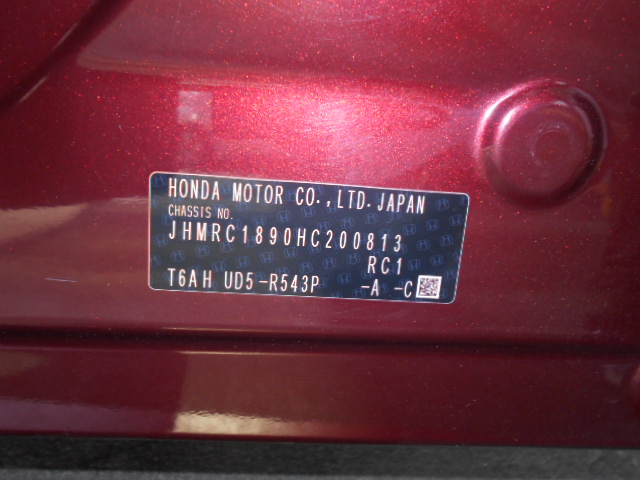 HONDA MOTOR CO.,LTD.JAPAN
CHASSIS NO.
JHMRC1890HC200813
RC1
T6AH UD5-R543P -A -C